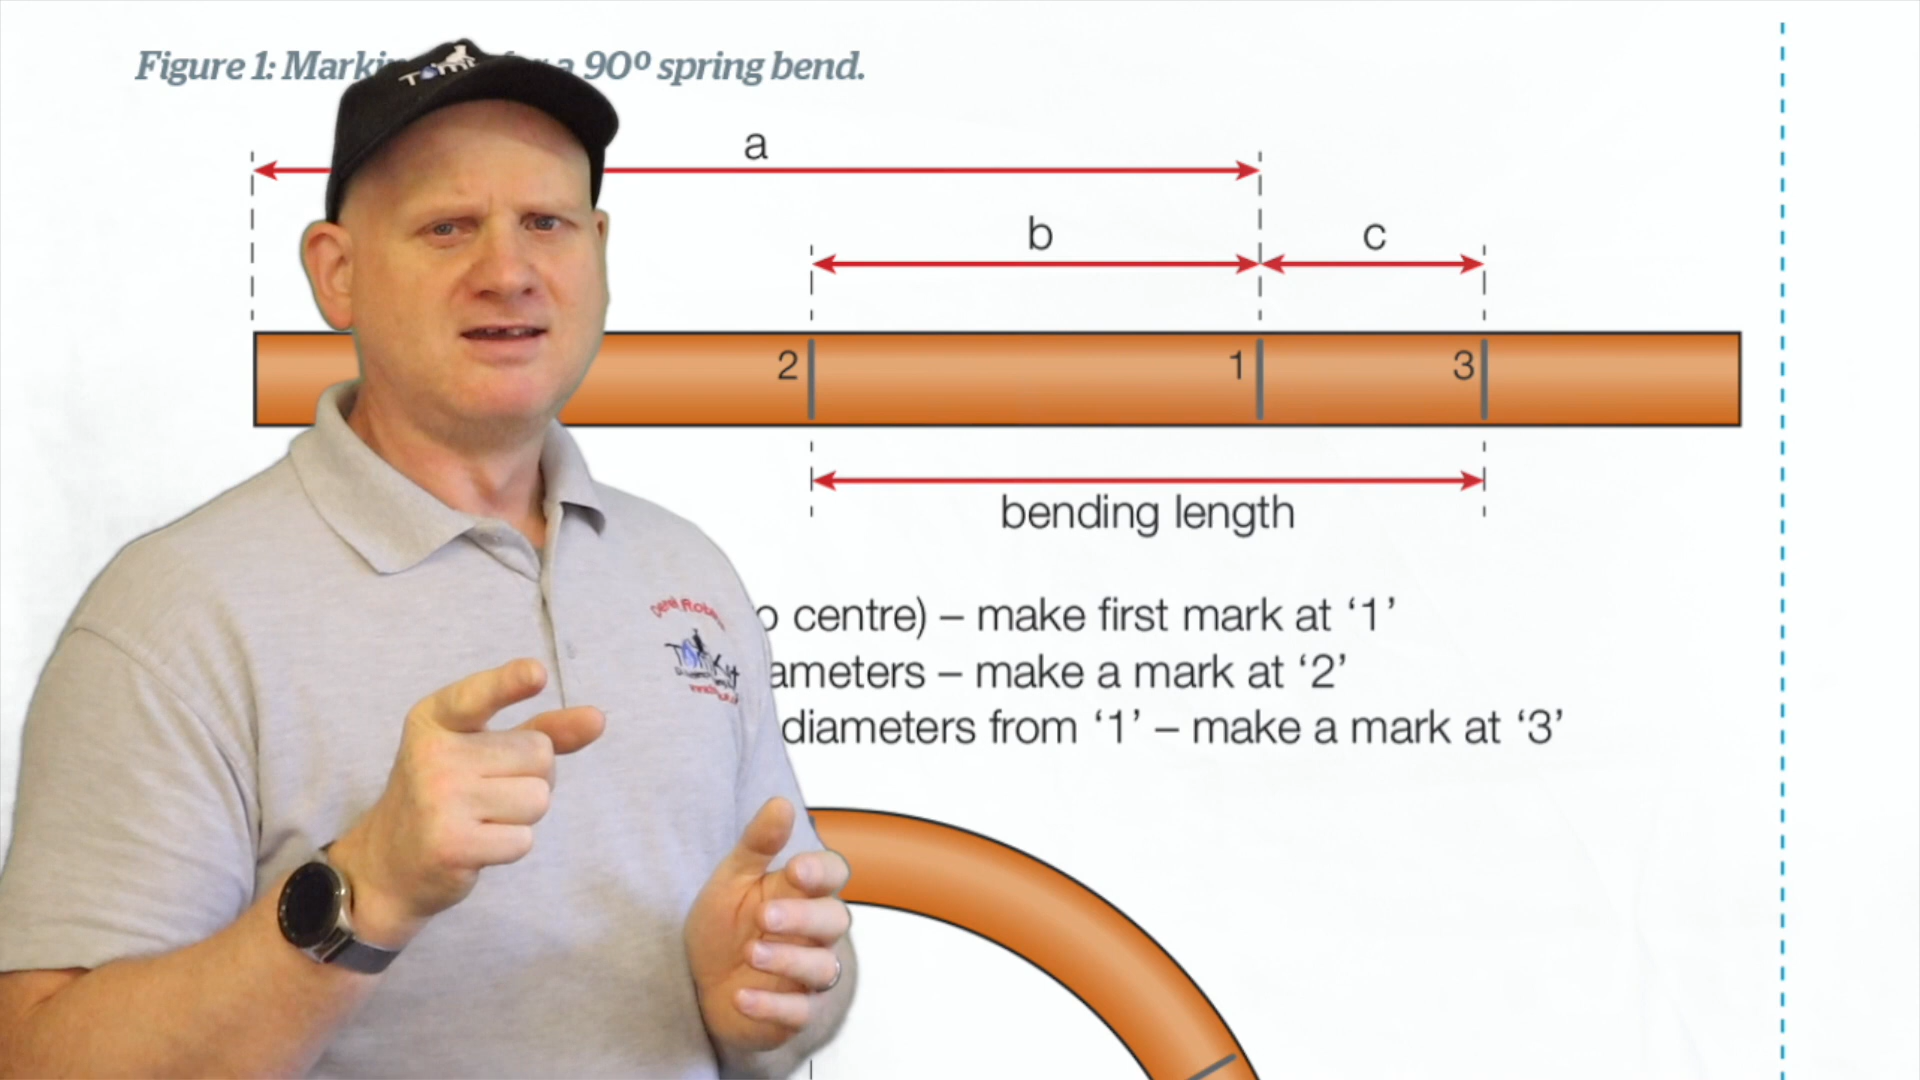 Figure 1: Marki a 90º spring bend.
a
b
c
2
1
3
bending length
centre) – make first mark at ‘1’
ameters – make a mark at ‘2’
diameters from ‘1’ – make a mark at ‘3’